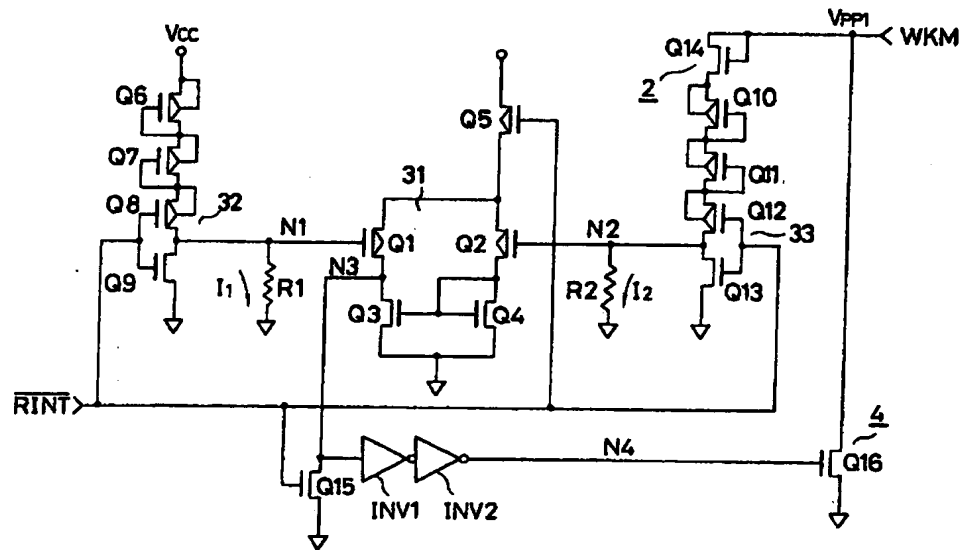 VCC
VPP1
WKM
Q14
2
Q6
Q5
Q10
Q7
31
Q11
Q8
32
Q12
33
N1
Q1
Q2
N2
Q9
N3
I1
R1
Q3
Q4
R2
I2
Q13
RINT
4
N4
Q15
INV1
INV2
Q16